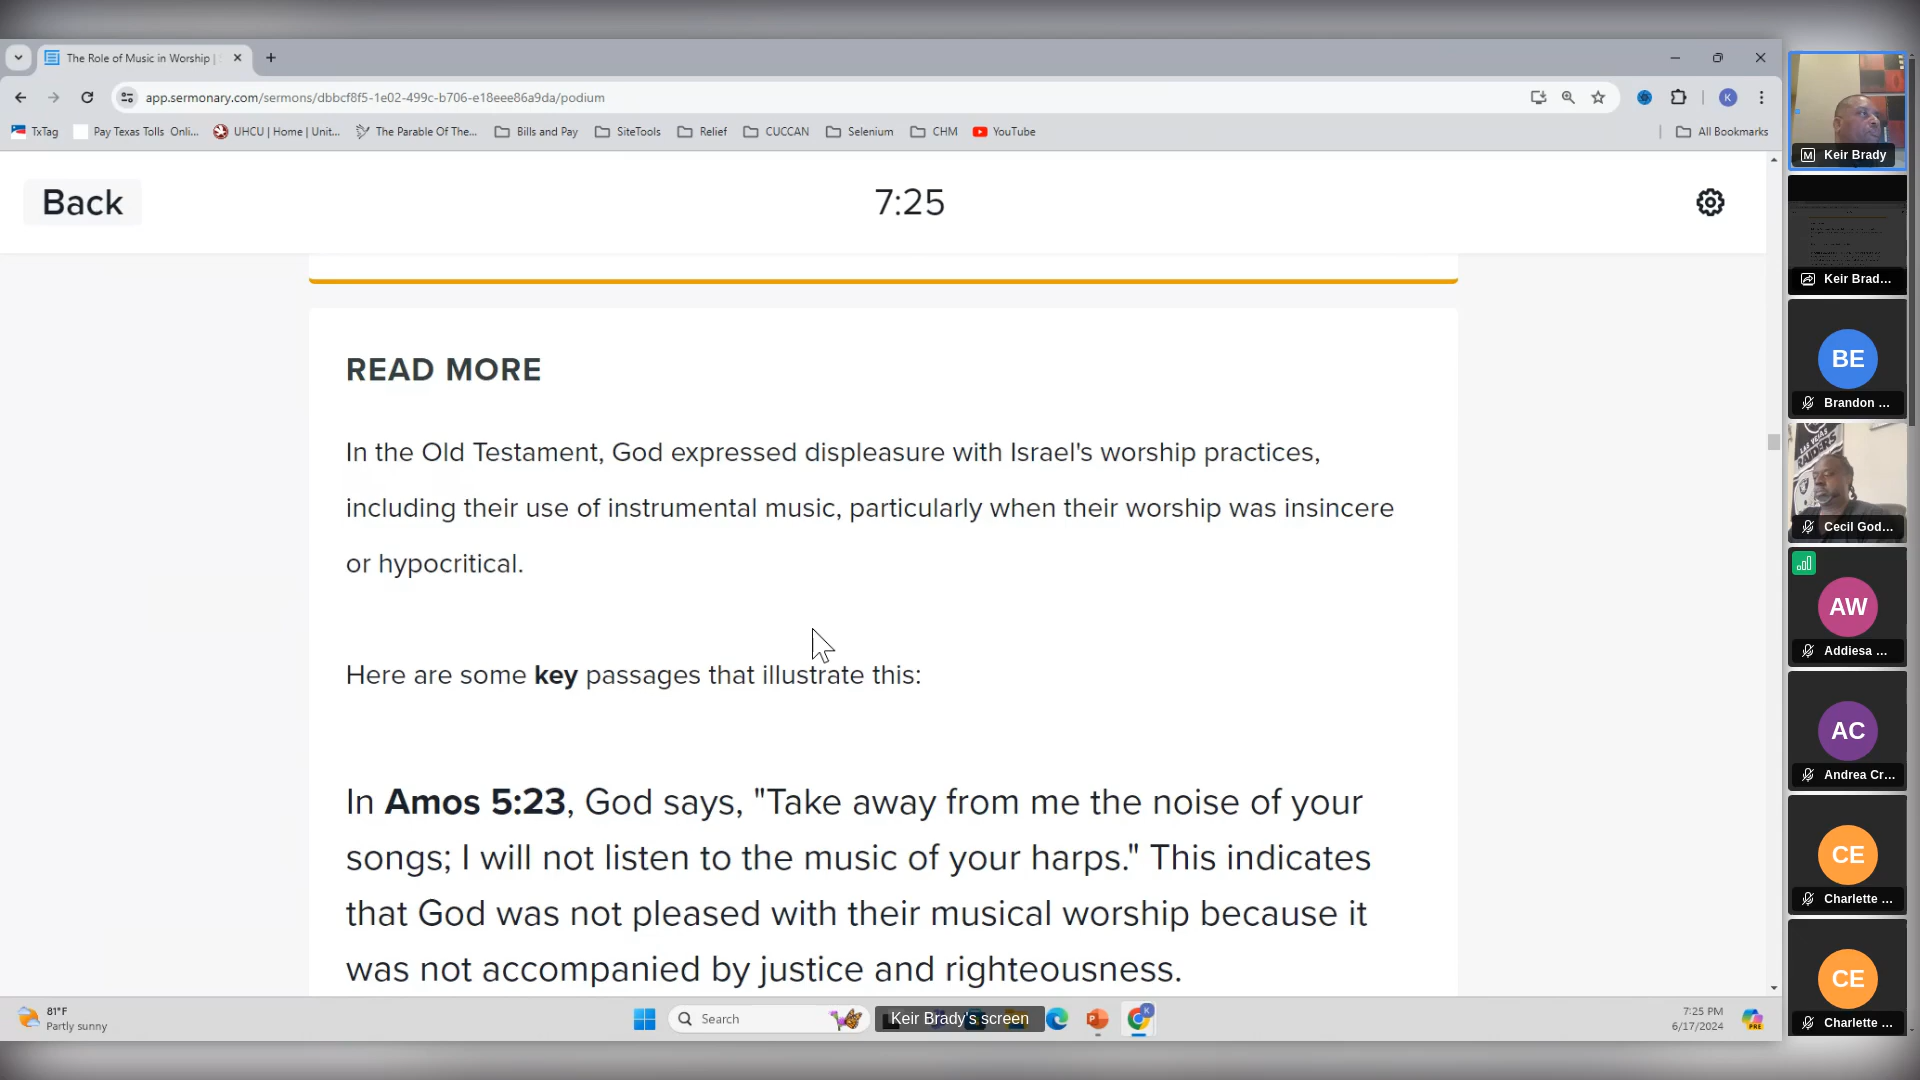 The Role of Music in Worship |
app.sermonary.com/sermons/dbbcf8f5-1e02-499c-b706-e18eee86a9da/podium
K
TxTag
Pay Texas Tolls Onli...
UHCU | Home | Unit...
The Parable Of The...
Bills and Pay
SiteTools
Relief
CUCCAN
Selenium
CHM
YouTube
All Bookmarks
Back
7:25
READ MORE
In the Old Testament, God expressed displeasure with Israel's worship practices,
including their use of instrumental music, particularly when their worship was insincere
or hypocritical.
Here are some key passages that illustrate this:
In Amos 5:23, God says, "Take away from me the noise of your
songs; I will not listen to the music of your harps." This indicates
that God was not pleased with their musical worship because it
was not accompanied by justice and righteousness.
81°F
Partly sunny
Search
Keir Brady's screen
K
7:25 PM
6/17/2024
PRE
M Keir Brady
Keir Brad...
BE
Brandon ...
RAIDERS
Cecil God...
AW
Addiesa ...
AC
Andrea Cr...
CE
Charlette ...
CE
Charlette ...